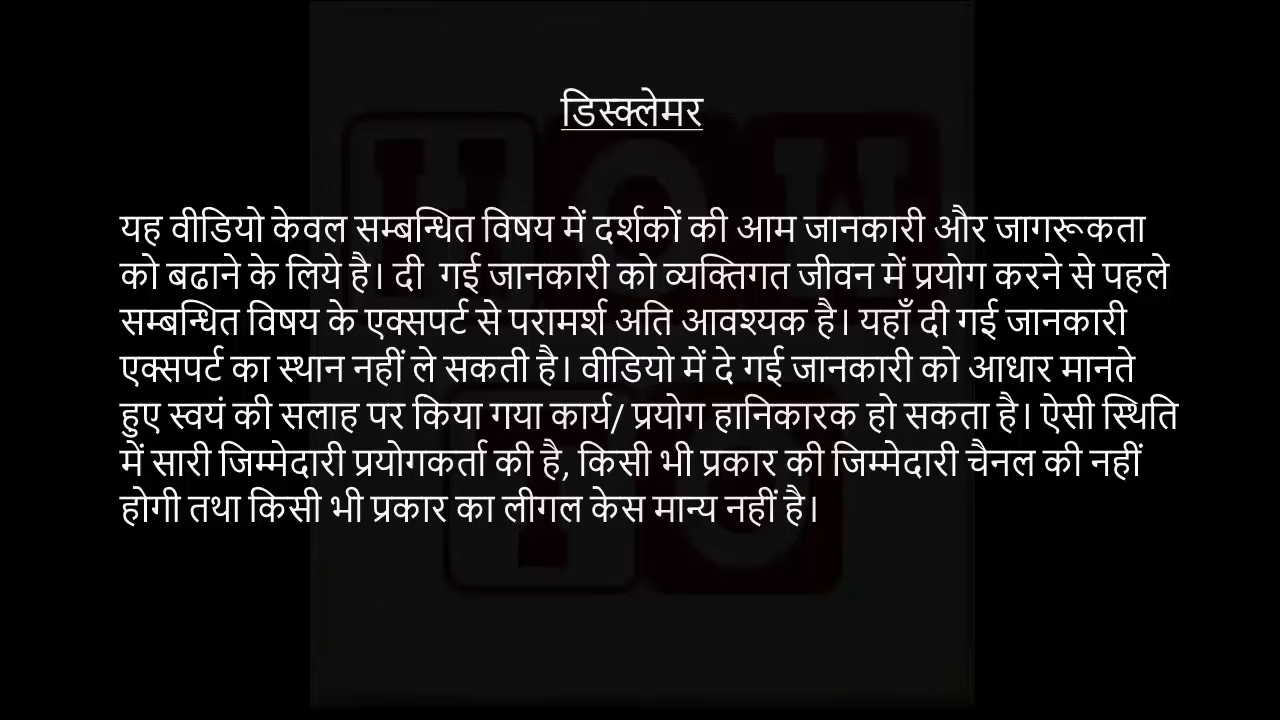 डिस्क्लेमर
यह वीडियो केवल सम्बन्धित विषय में दर्शकों की आम जानकारी और जागरूकता
को बढाने के लिये है। दी गई जानकारी को व्यक्तिगत जीवन में प्रयोग करने से पहले
सम्बन्धित विषय के एक्सपर्ट से परामर्श अति आवश्यक है। यहाँ दी गई जानकारी
एक्सपर्ट का स्थान नहीं ले सकती है। वीडियो में दे गई जानकारी को आधार मानते
हुए स्वयं की सलाह पर किया गया कार्य/ प्रयोग हानिकारक हो सकता है। ऐसी स्थिति
में सारी जिम्मेदारी प्रयोगकर्ता की है, किसी भी प्रकार की जिम्मेदारी चैनल की नहीं
होगी तथा किसी भी प्रकार का लीगल केस मान्य नहीं है।
HOW
TO